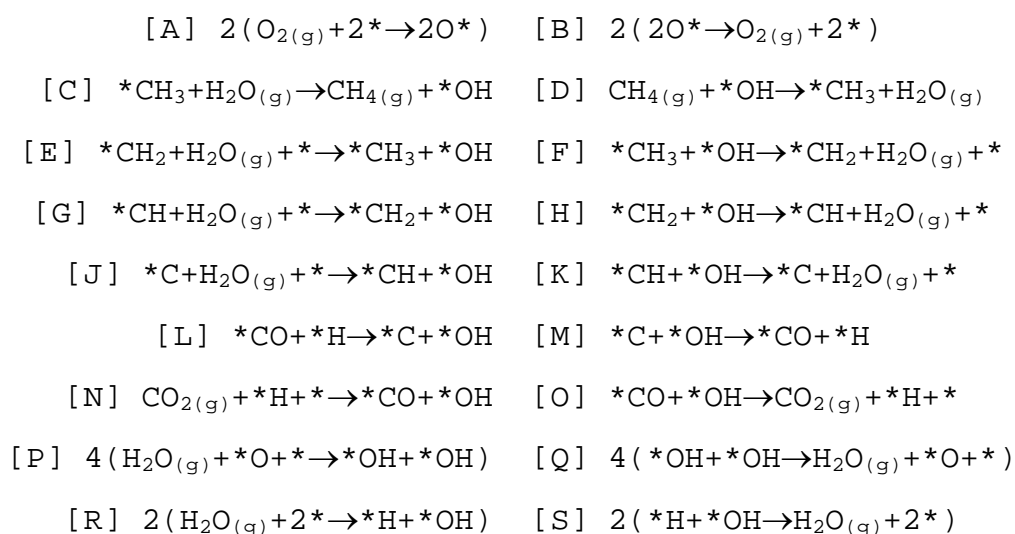 [A] 2(O₂₍g₎+2*→2O*) [B] 2(2O*→O₂₍g₎+2*)
[C] *CH₃+H₂O₍g₎→CH₄₍g₎+*OH [D] CH₄₍g₎+*OH→*CH₃+H₂O₍g₎
[E] *CH₂+H₂O₍g₎+*→*CH₃+*OH [F] *CH₃+*OH→*CH₂+H₂O₍g₎+*
[G] *CH+H₂O₍g₎+*→*CH₂+*OH [H] *CH₂+*OH→*CH+H₂O₍g₎+*
[J] *C+H₂O₍g₎+*→*CH+*OH [K] *CH+*OH→*C+H₂O₍g₎+*
[L] *CO+*H→*C+*OH [M] *C+*OH→*CO+*H
[N] CO₂₍g₎+*H+*→*CO+*OH [O] *CO+*OH→CO₂₍g₎+*H+*
[P] 4(H₂O₍g₎+*O+*→*OH+*OH) [Q] 4(*OH+*OH→H₂O₍g₎+*O+*)
[R] 2(H₂O₍g₎+2*→*H+*OH) [S] 2(*H+*OH→H₂O₍g₎+2*)